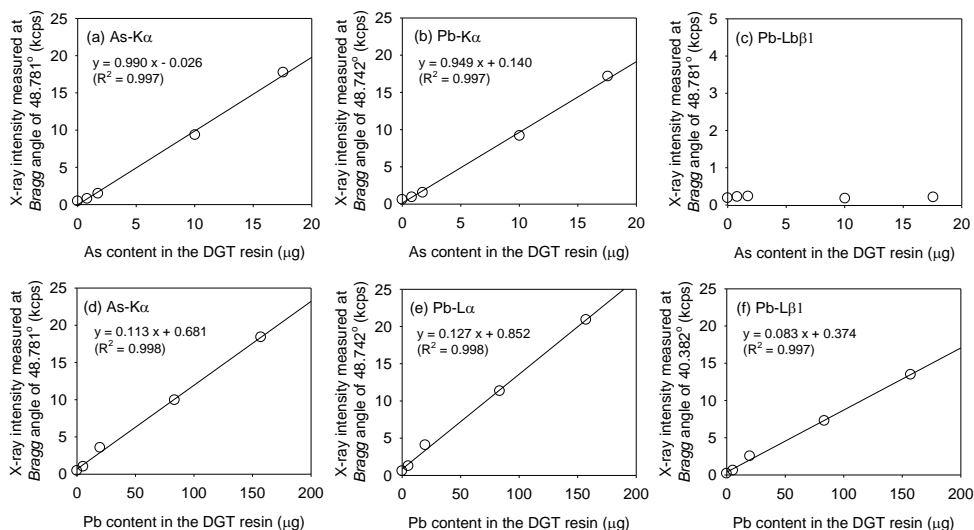 X-ray intensity measured at
Bragg angle of 48.781° (kcps)
20
15
10
5
0
(a) As-Kα
y = 0.990 x - 0.026
(R² = 0.997)
0 5 10 15 20
As content in the DGT resin (μg)
X-ray intensity measured at
Bragg angle of 48.742° (kcps)
25
20
15
10
5
0
(b) Pb-Kα
y = 0.949 x + 0.140
(R² = 0.997)
0 5 10 15 20
As content in the DGT resin (μg)
X-ray intensity measured at
Bragg angle of 48.781° (kcps)
5
4
3
2
1
0
(c) Pb-Lbβ1
0 5 10 15 20
As content in the DGT resin (μg)
X-ray intensity measured at
Bragg angle of 48.781° (kcps)
25
20
15
10
5
0
(d) As-Kα
y = 0.113 x + 0.681
(R² = 0.998)
0 50 100 150 200
Pb content in the DGT resin (μg)
X-ray intensity measured at
Bragg angle of 48.742° (kcps)
25
20
15
10
5
0
(e) Pb-Lα
y = 0.127 x + 0.852
(R² = 0.998)
0 50 100 150 200
Pb content in the DGT resin (μg)
X-ray intensity measured at
Bragg angle of 40.382° (kcps)
25
20
15
10
5
0
(f) Pb-Lβ1
y = 0.083 x + 0.374
(R² = 0.997)
0 50 100 150 200
Pb content in the DGT resin (μg)